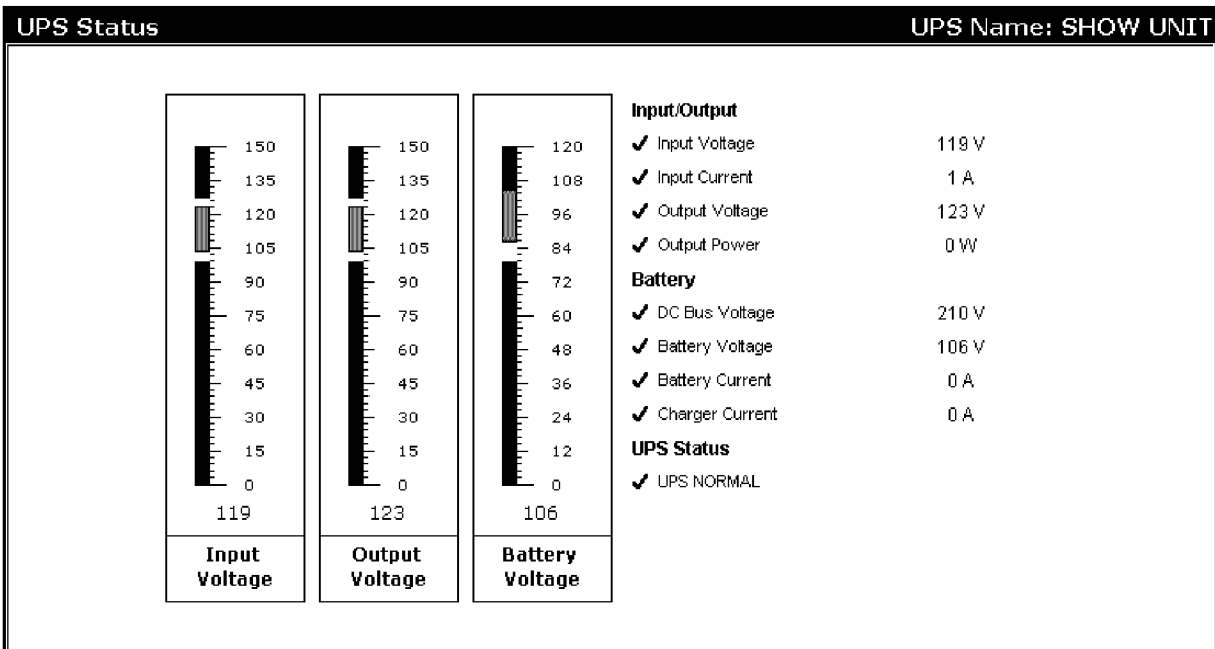 UPS Status
UPS Name: SHOW UNIT
150
135
120
105
90
75
60
45
30
15
0
119
Input
Voltage
150
135
120
105
90
75
60
45
30
15
0
123
Output
Voltage
120
108
96
84
72
60
48
36
24
12
0
106
Battery
Voltage
Input/Output
Input Voltage 119 V
Input Current 1 A
Output Voltage 123 V
Output Power 0 W
Battery
DC Bus Voltage 210 V
Battery Voltage 106 V
Battery Current 0 A
Charger Current 0 A
UPS Status
UPS NORMAL